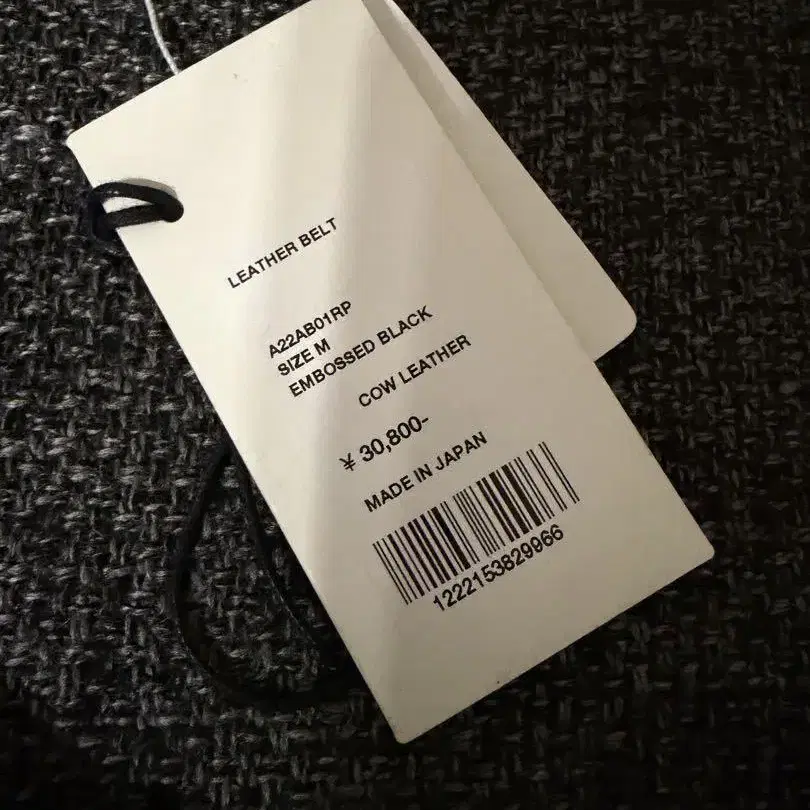 LEATHER BELT
A22AB01RP
SIZE M
EMBOSSED BLACK
COW LEATHER
¥ 30,800-
MADE IN JAPAN
1222153829966